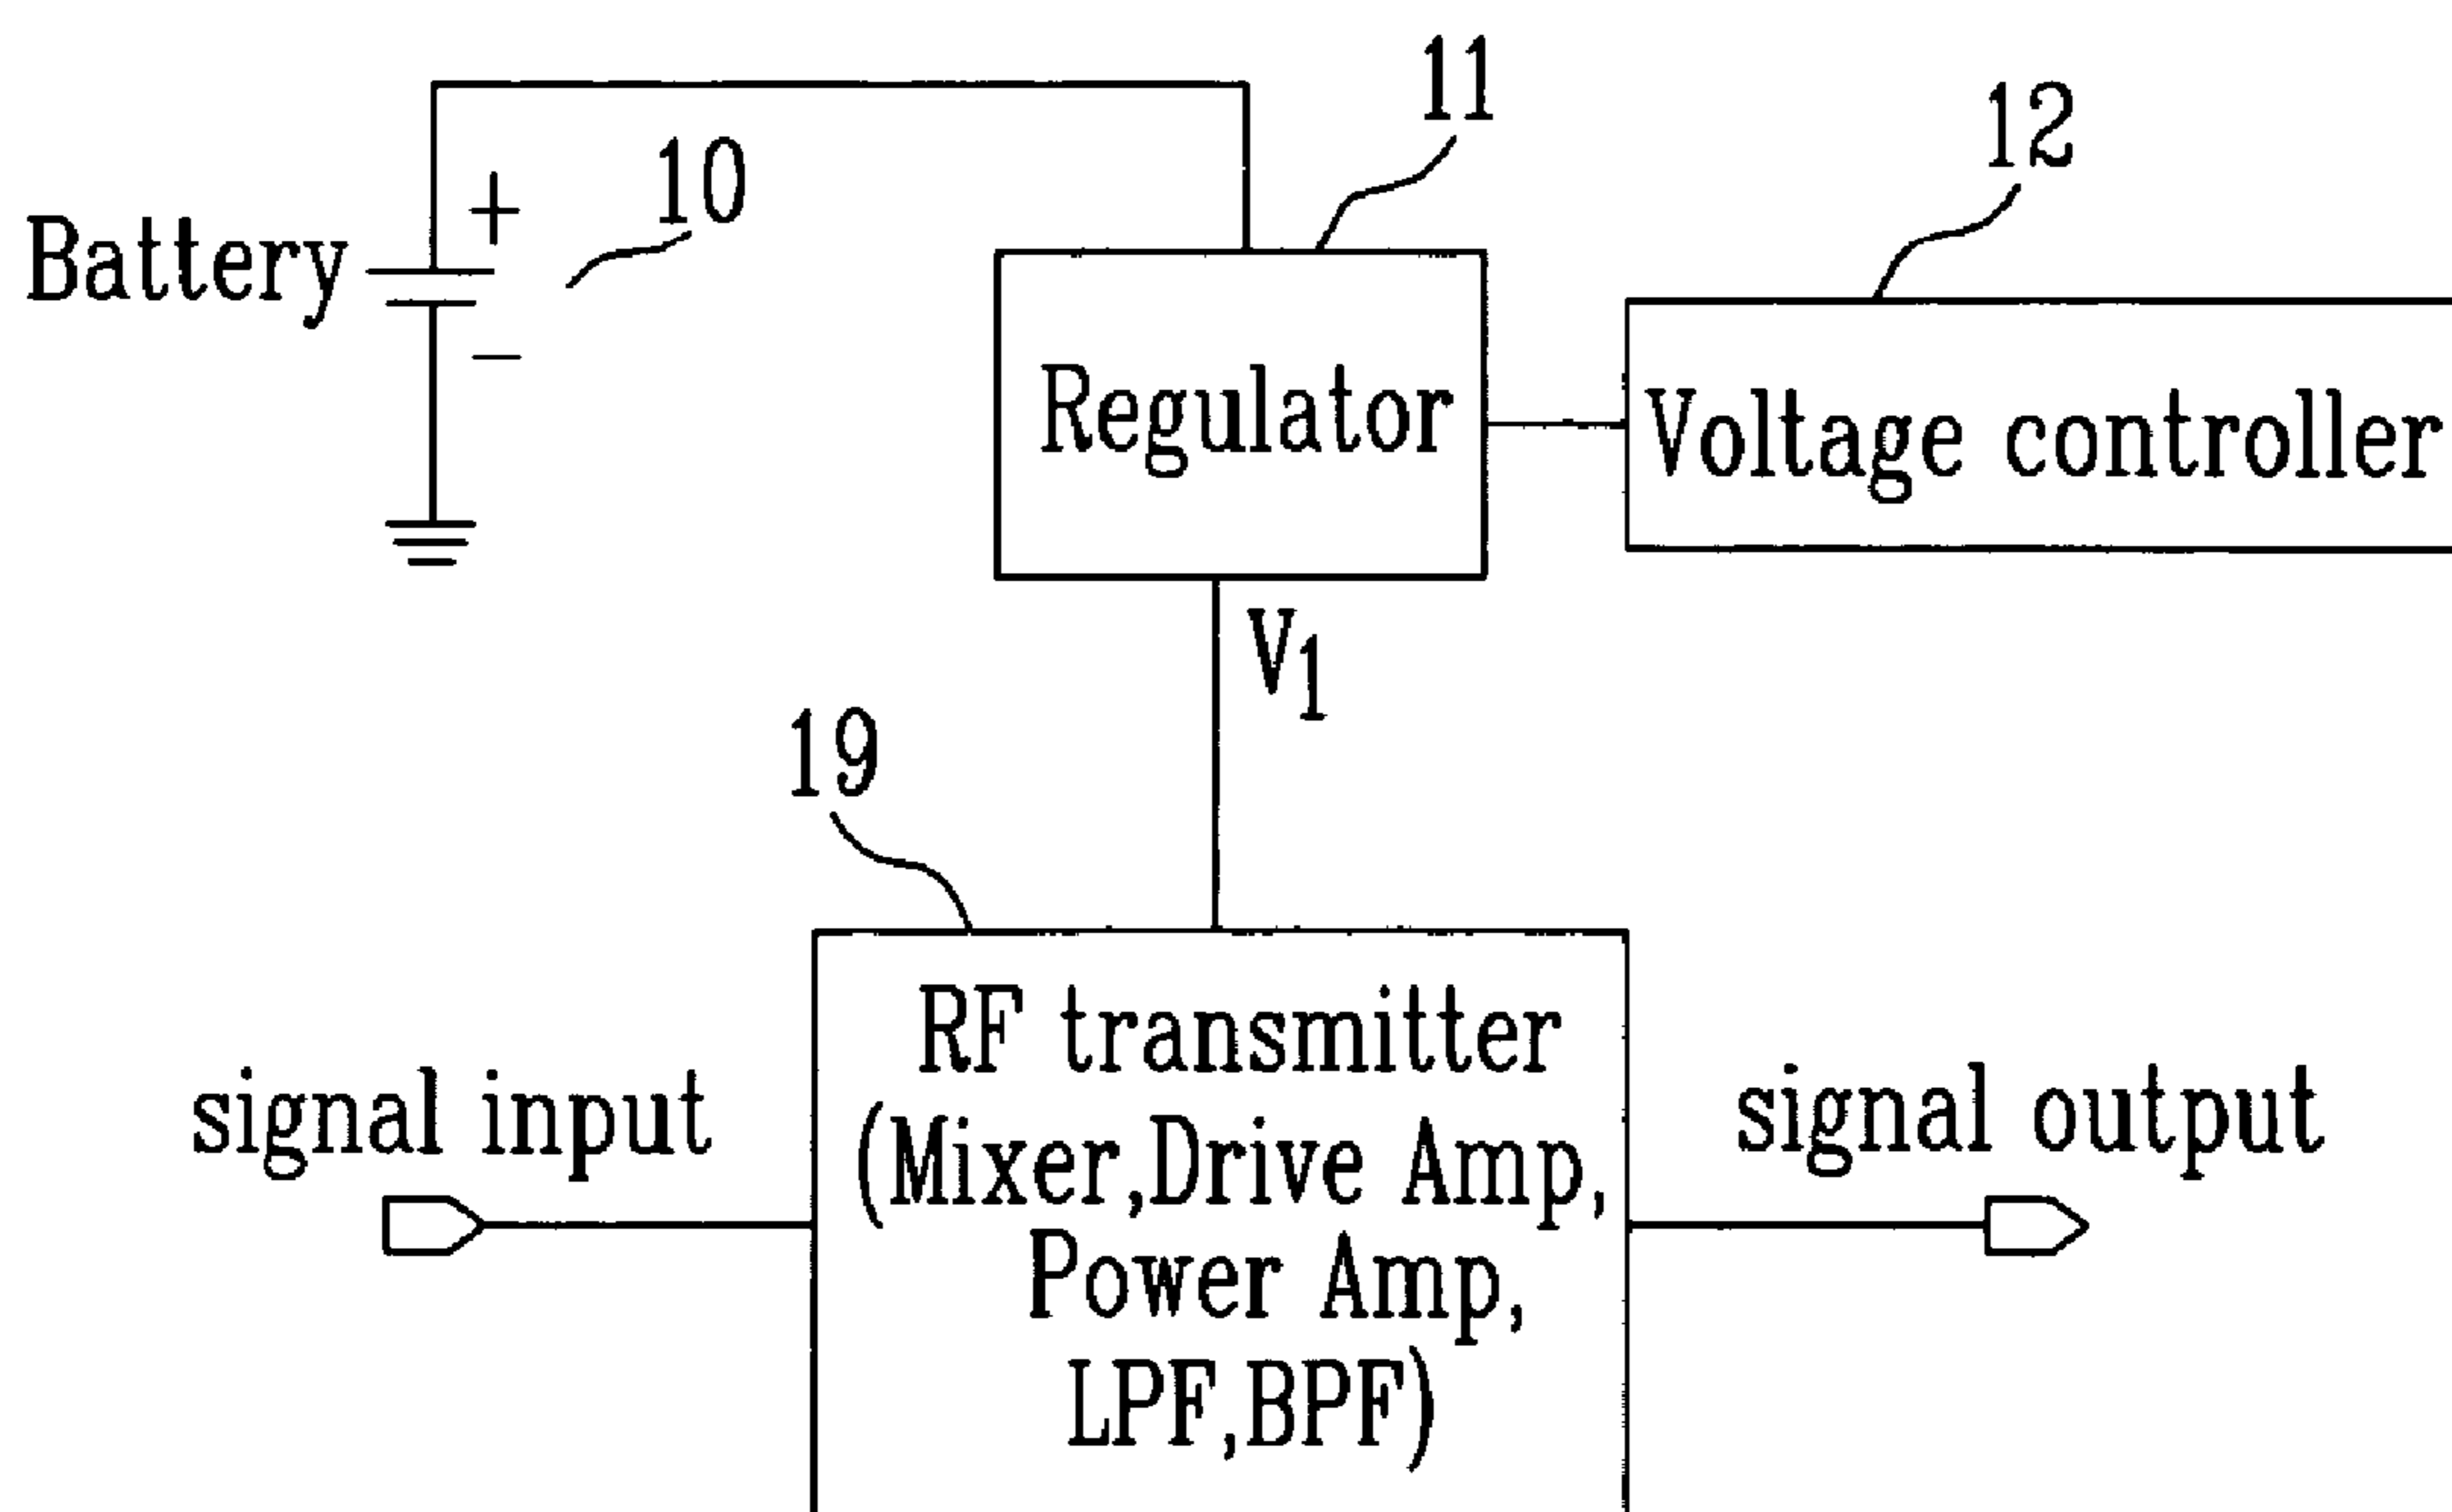 11
12
10
+
Battery
−
Regulator
Voltage controller
V1
19
RF transmitter
(Mixer,Drive Amp,
Power Amp,
LPF,BPF)
signal input
signal output